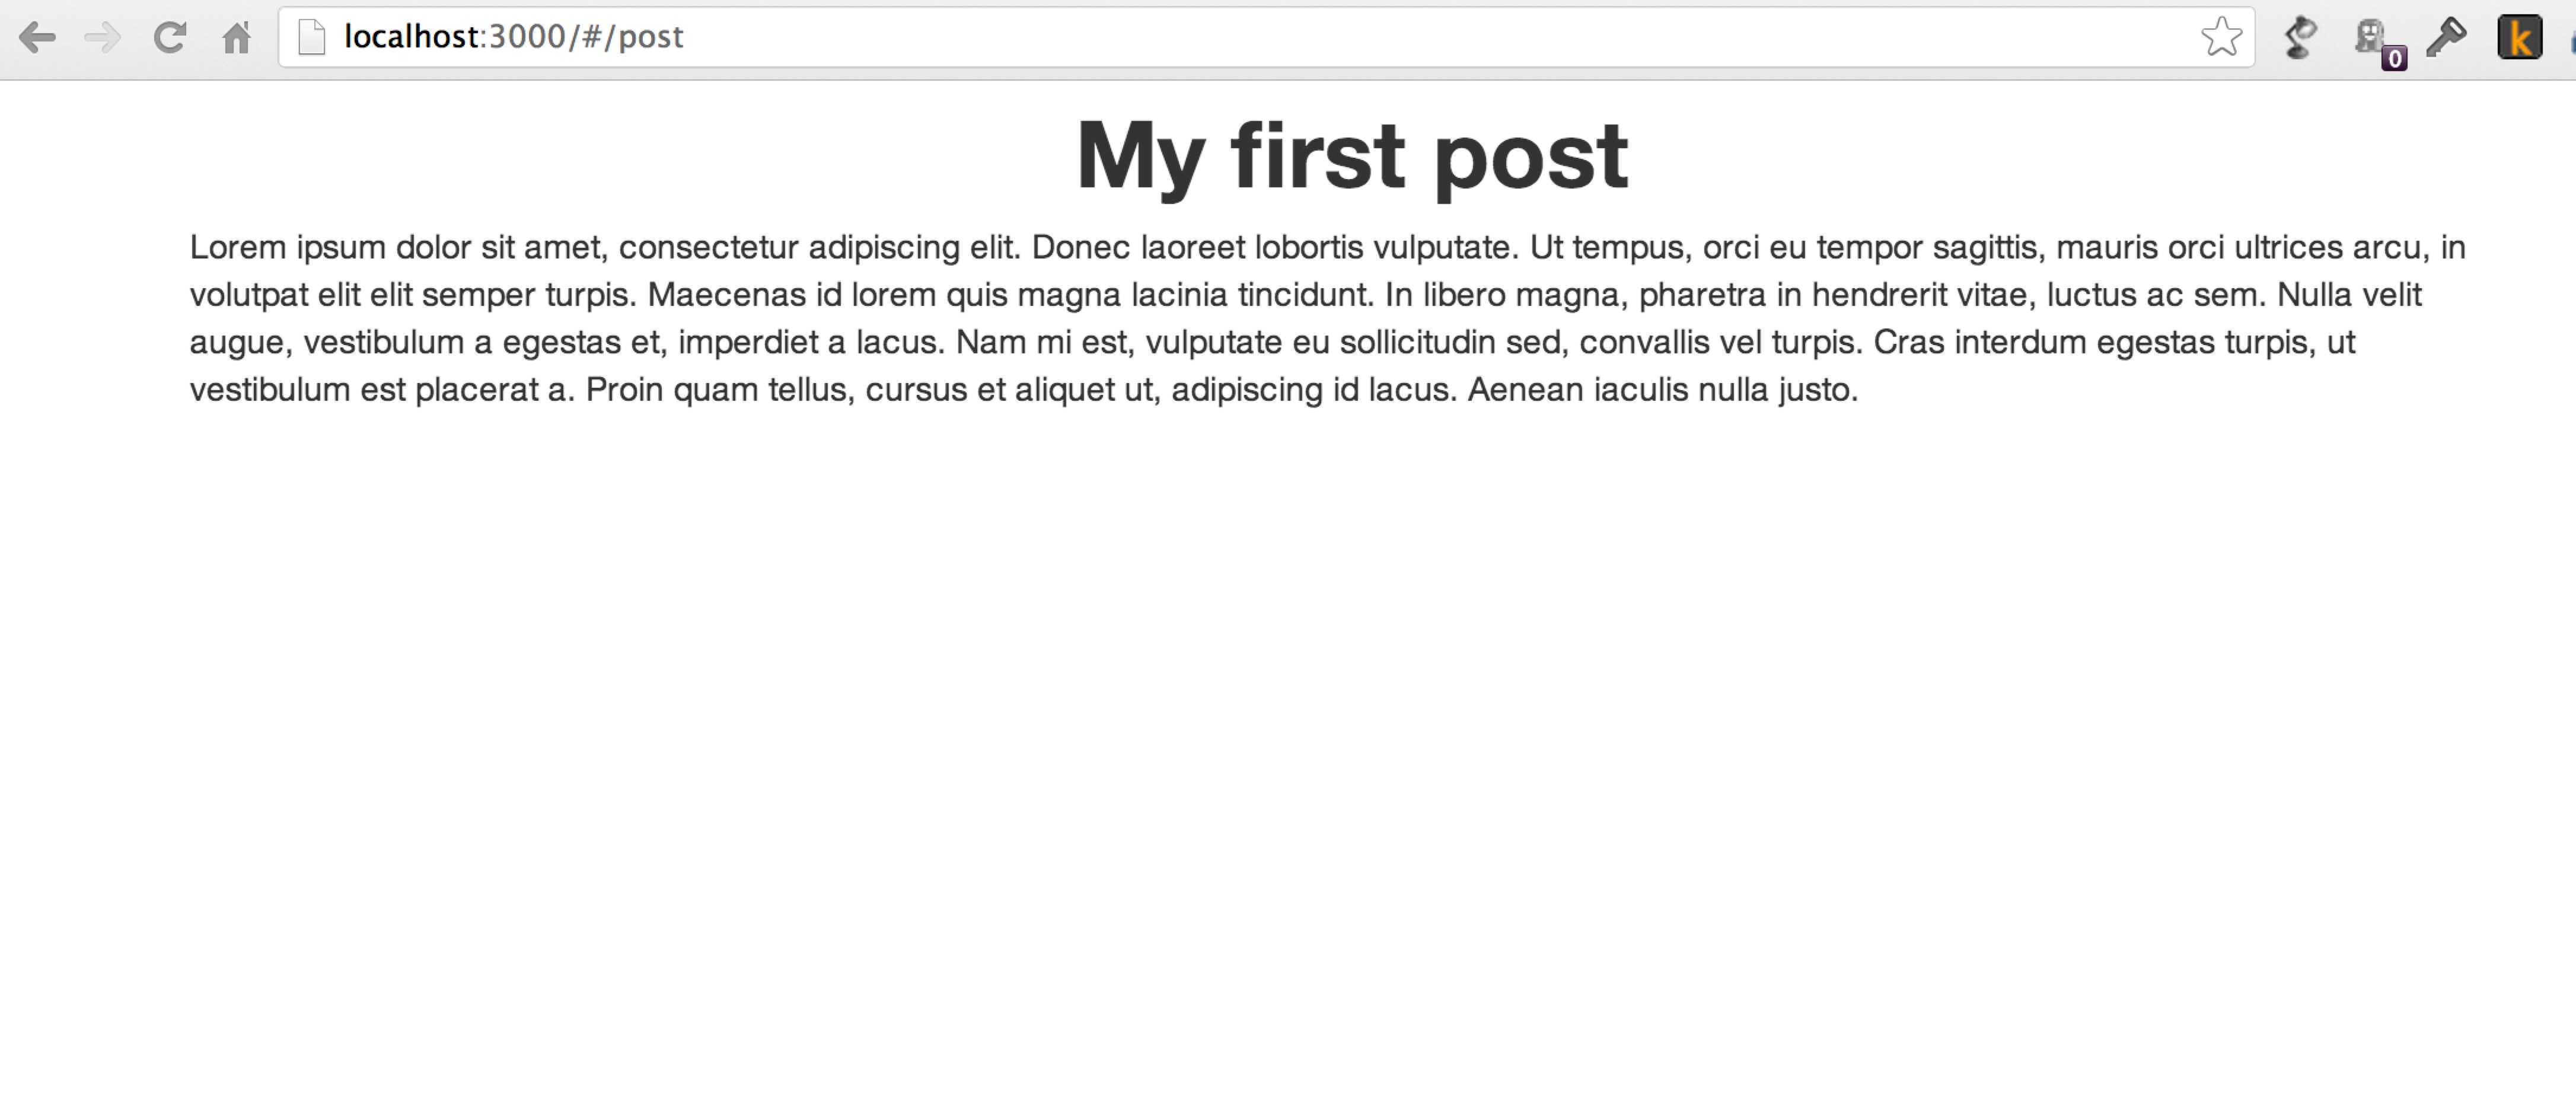 localhost:3000/#/post
0
k
My first post
Lorem ipsum dolor sit amet, consectetur adipiscing elit. Donec laoreet lobortis vulputate. Ut tempus, orci eu tempor sagittis, mauris orci ultrices arcu, in
volutpat elit elit semper turpis. Maecenas id lorem quis magna lacinia tincidunt. In libero magna, pharetra in hendrerit vitae, luctus ac sem. Nulla velit
augue, vestibulum a egestas et, imperdiet a lacus. Nam mi est, vulputate eu sollicitudin sed, convallis vel turpis. Cras interdum egestas turpis, ut
vestibulum est placerat a. Proin quam tellus, cursus et aliquet ut, adipiscing id lacus. Aenean iaculis nulla justo.